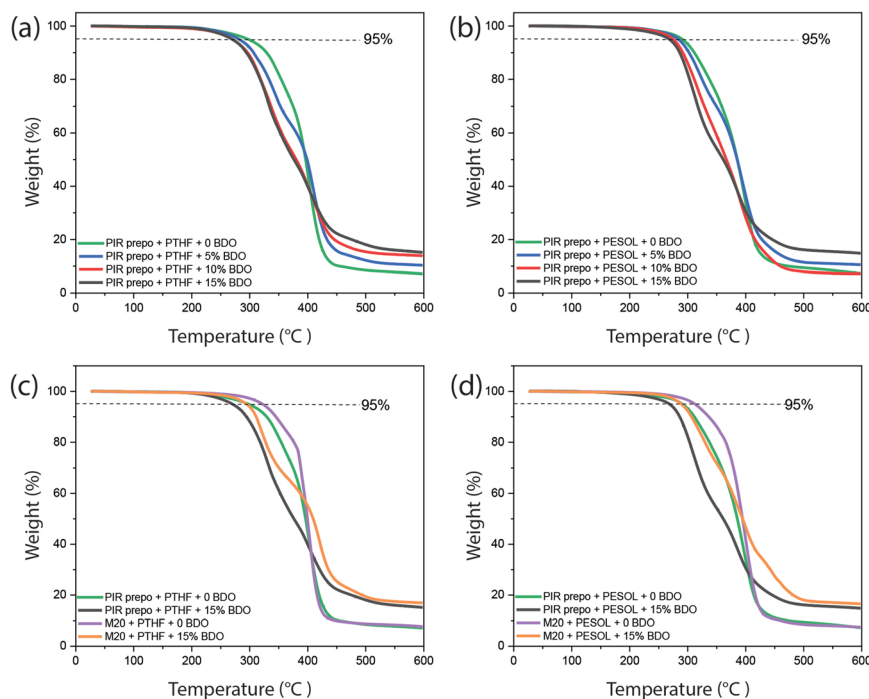 (a)
100
95%
80
60
40
20
0
Weight (%)
PIR prepo + PTHF + 0 BDO
PIR prepo + PTHF + 5% BDO
PIR prepo + PTHF + 10% BDO
PIR prepo + PTHF + 15% BDO
0 100 200 300 400 500 600
Temperature (°C )
(b)
100
95%
80
60
40
20
0
Weight (%)
PIR prepo + PESOL + 0 BDO
PIR prepo + PESOL + 5% BDO
PIR prepo + PESOL + 10% BDO
PIR prepo + PESOL + 15% BDO
0 100 200 300 400 500 600
Temperature (°C )
(c)
100
95%
80
60
40
20
0
Weight (%)
PIR prepo + PTHF + 0 BDO
PIR prepo + PTHF + 15% BDO
M20 + PTHF + 0 BDO
M20 + PTHF + 15% BDO
0 100 200 300 400 500 600
Temperature (°C)
(d)
100
95%
80
60
40
20
0
Weight (%)
PIR prepo + PESOL + 0 BDO
PIR prepo + PESOL + 15% BDO
M20 + PESOL + 0 BDO
M20 + PESOL + 15% BDO
0 100 200 300 400 500 600
Temperature (°C)